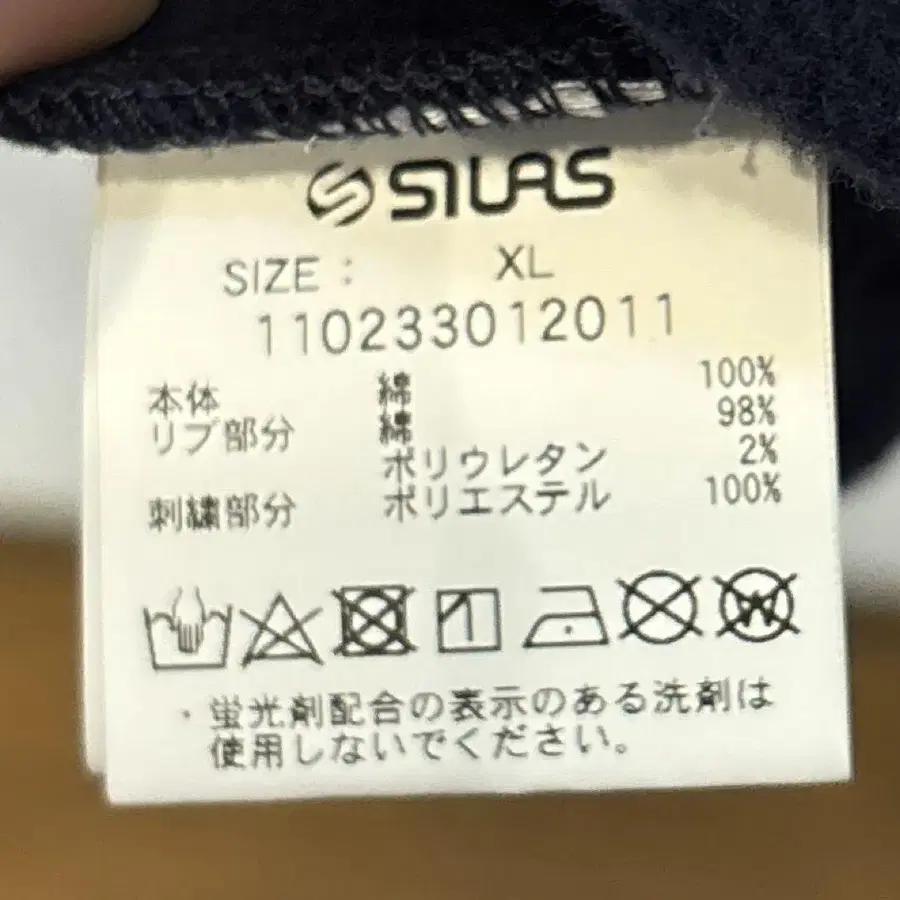 SILAS
SIZE : XL
110233012011
本体 綿 100%
リブ部分 綿 98%
ポリウレタン 2%
刺繍部分 ポリエステル 100%
W
・蛍光剤配合の表示のある洗剤は
使用しないでください。